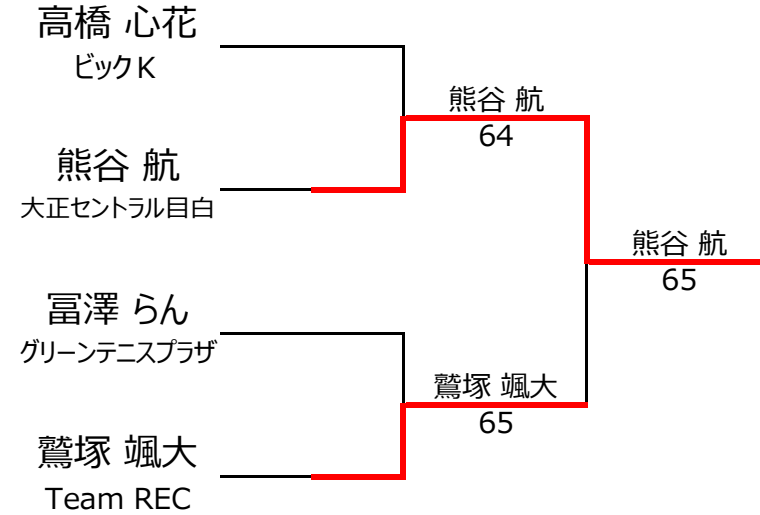 高橋 心花
ビックK
熊谷 航
大正セントラル目白
冨澤 らん
グリーンテニスプラザ
鷲塚 颯大
Team REC
熊谷 航
64
鷲塚 颯大
65
熊谷 航
65